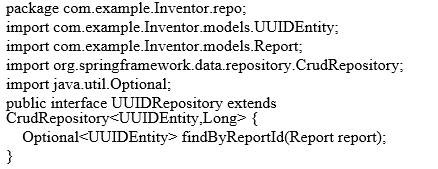 package com.example.Inventor.repo;
import com.example.Inventor.models.UUIDEntity;
import com.example.Inventor.models.Report;
import org.springframework.data.repository.CrudRepository;
import java.util.Optional;
public interface UUIDRepository extends
CrudRepository<UUIDEntity,Long> {
    Optional<UUIDEntity> findByReportId(Report report);
}